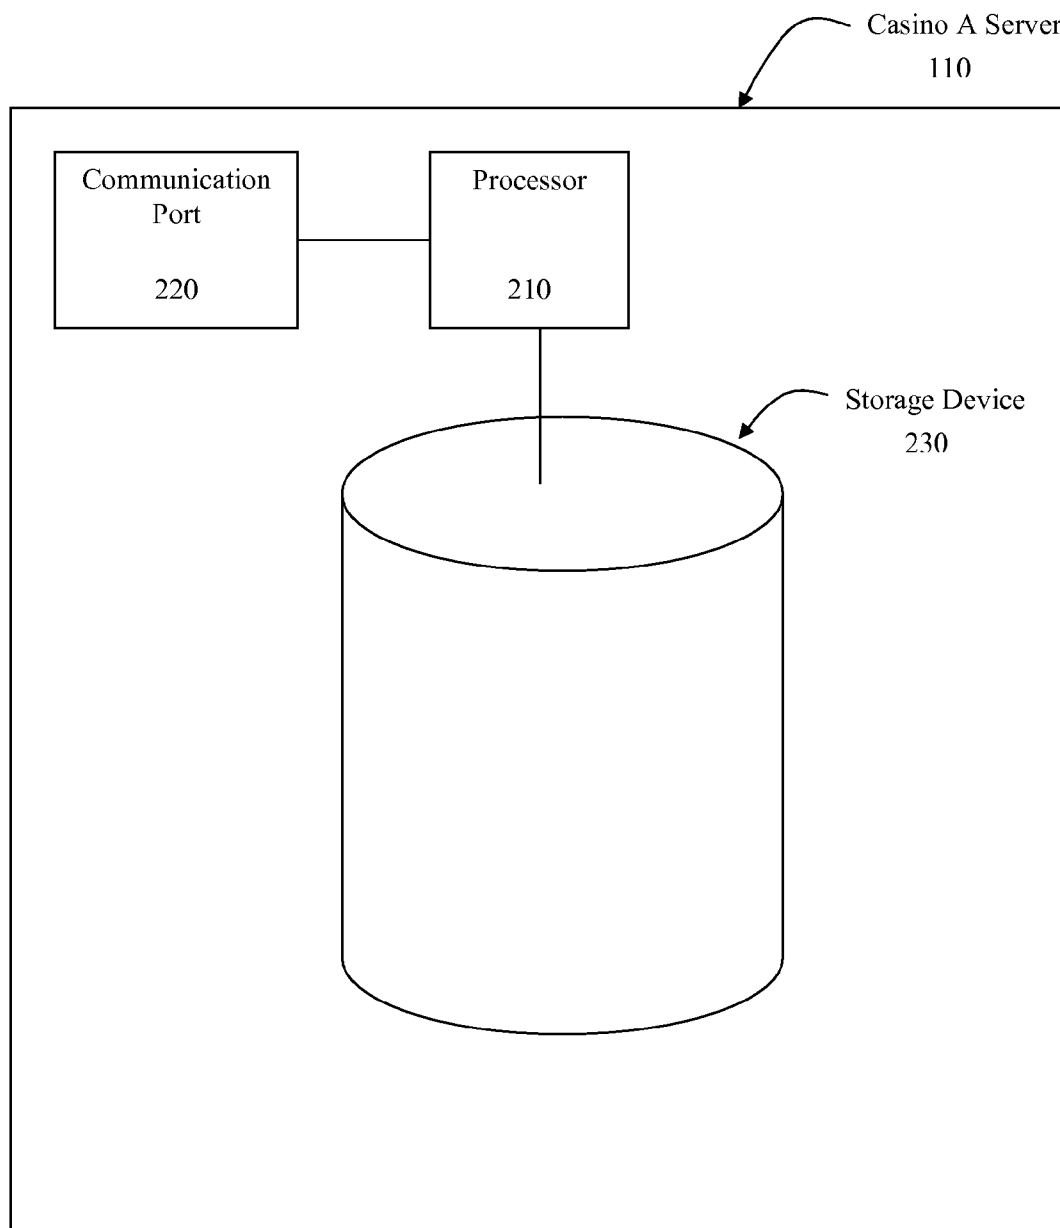 Casino A Server
110
Communication
Port
220
Processor
210
Storage Device
230